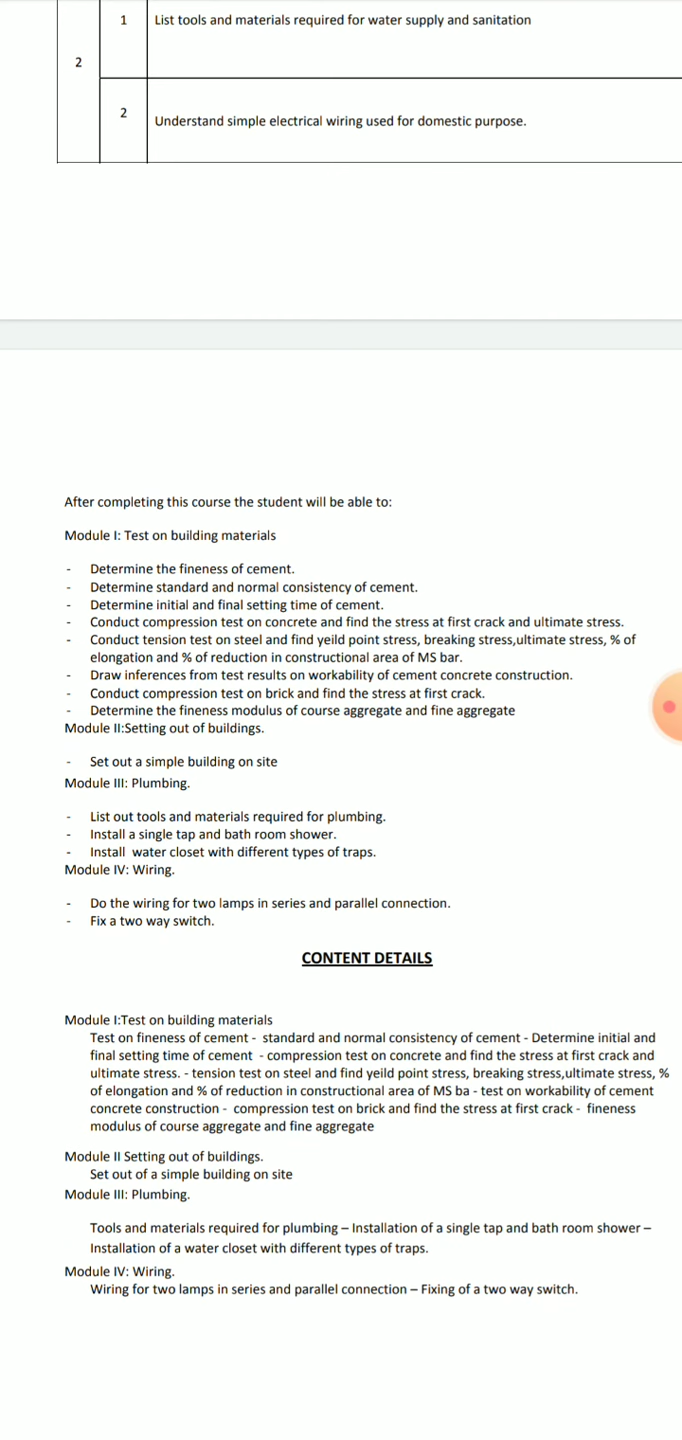 1 List tools and materials required for water supply and sanitation
2
2 Understand simple electrical wiring used for domestic purpose.
After completing this course the student will be able to:
Module I: Test on building materials
- Determine the fineness of cement.
- Determine standard and normal consistency of cement.
- Determine initial and final setting time of cement.
- Conduct compression test on concrete and find the stress at first crack and ultimate stress.
- Conduct tension test on steel and find yeild point stress, breaking stress,ultimate stress, % of
elongation and % of reduction in constructional area of MS bar.
- Draw inferences from test results on workability of cement concrete construction.
- Conduct compression test on brick and find the stress at first crack.
- Determine the fineness modulus of course aggregate and fine aggregate
Module II:Setting out of buildings.
- Set out a simple building on site
Module III: Plumbing.
- List out tools and materials required for plumbing.
- Install a single tap and bath room shower.
- Install water closet with different types of traps.
Module IV: Wiring.
- Do the wiring for two lamps in series and parallel connection.
- Fix a two way switch.
CONTENT DETAILS
Module I:Test on building materials
Test on fineness of cement - standard and normal consistency of cement - Determine initial and
final setting time of cement - compression test on concrete and find the stress at first crack and
ultimate stress. - tension test on steel and find yeild point stress, breaking stress,ultimate stress, %
of elongation and % of reduction in constructional area of MS ba - test on workability of cement
concrete construction - compression test on brick and find the stress at first crack - fineness
modulus of course aggregate and fine aggregate
Module II Setting out of buildings.
Set out of a simple building on site
Module III: Plumbing.
Tools and materials required for plumbing – Installation of a single tap and bath room shower –
Installation of a water closet with different types of traps.
Module IV: Wiring.
Wiring for two lamps in series and parallel connection – Fixing of a two way switch.